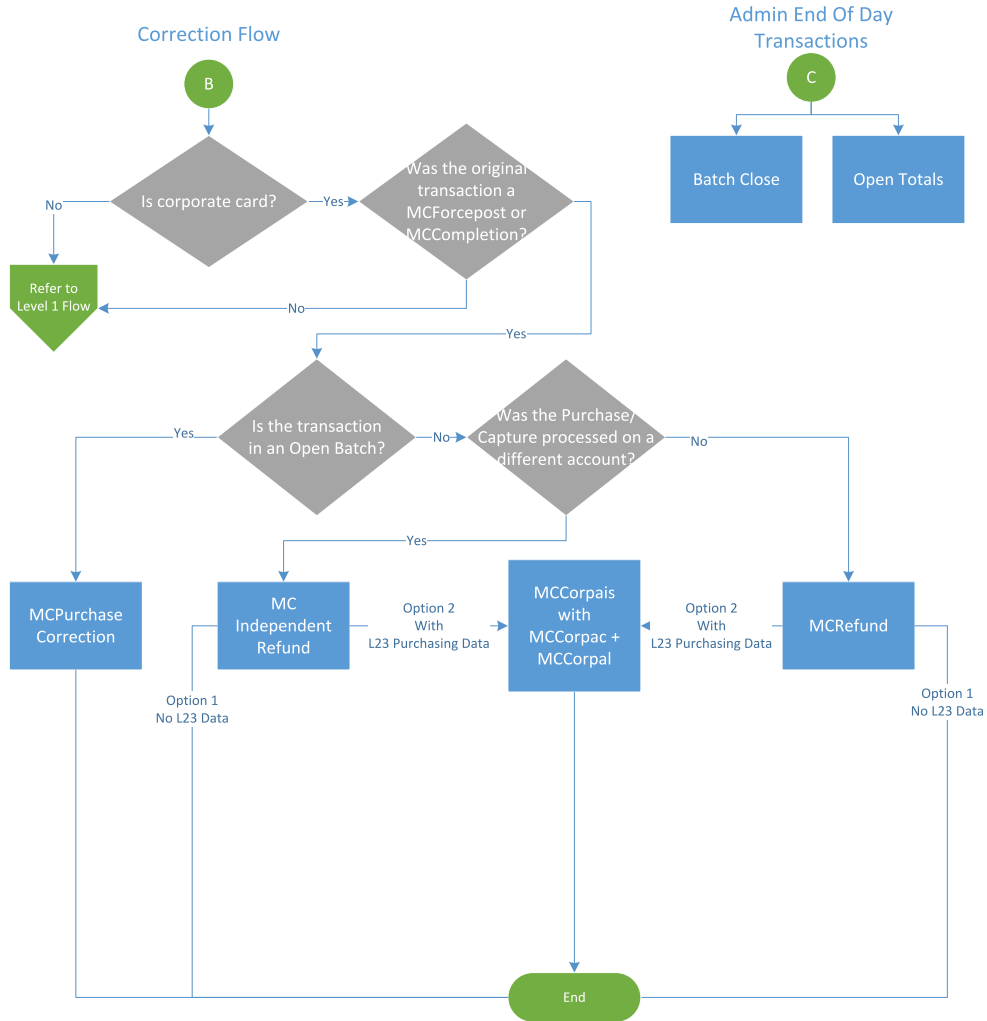 Correction Flow
Admin End Of Day
Transactions
B
C
Is corporate card?
Yes
Was the original
transaction a
MCForcepost or
MCCompletion?
Batch Close
Open Totals
No
Refer to
Level 1 Flow
No
Yes
Is the transaction
in an Open Batch?
Yes
No
Was the Purchase/
Capture processed on a
different account?
No
Yes
MCPurchase
Correction
MC
Independent
Refund
Option 2
With
L23 Purchasing Data
MCCorpais
with
MCCorpac +
MCCorpal
Option 2
With
L23 Purchasing Data
MCRefund
Option 1
No L23 Data
Option 1
No L23 Data
End